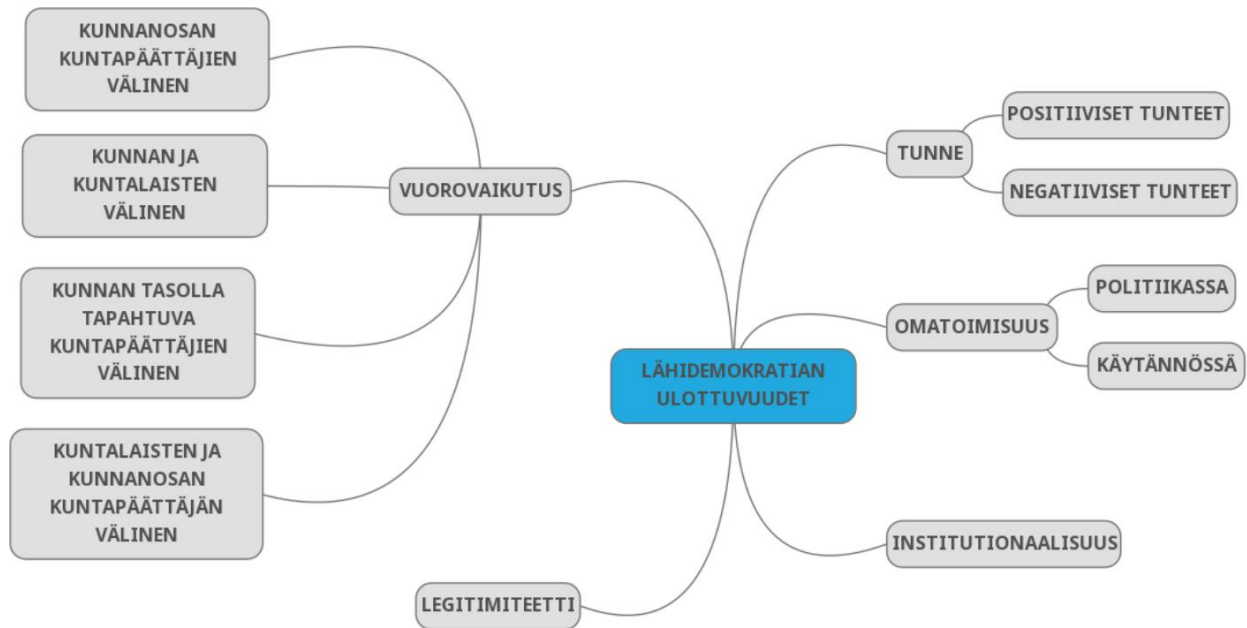 KUNNANOSAN
KUNTAPÄÄTTÄJIEN
VÄLINEN
KUNNAN JA
KUNTALAISTEN
VÄLINEN
KUNNAN TASOLLA
TAPAHTUVA
KUNTAPÄÄTTÄJIEN
VÄLINEN
KUNTALAISTEN JA
KUNNANOSAN
KUNTAPÄÄTTÄJÄN
VÄLINEN
VUOROVAIKUTUS
LEGITIMITEETTI
LÄHIDEMOKRATIAN
ULOTTUVUUDET
TUNNE
POSITIIVISET TUNTEET
NEGATIIVISET TUNTEET
OMATOIMISUUS
POLITIIKASSA
KÄYTÄNNÖSSÄ
INSTITUTIONAALISUUS